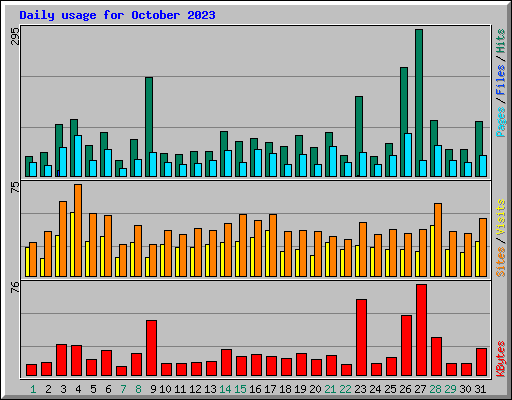 Daily usage for October 2023
295
Pages / Files / Hits
75
Sites / Visits
76
KBytes
1 2 3 4 5 6 7 8 9 10 11 12 13 14 15 16 17 18 19 20 21 22 23 24 25 26 27 28 29 30 31